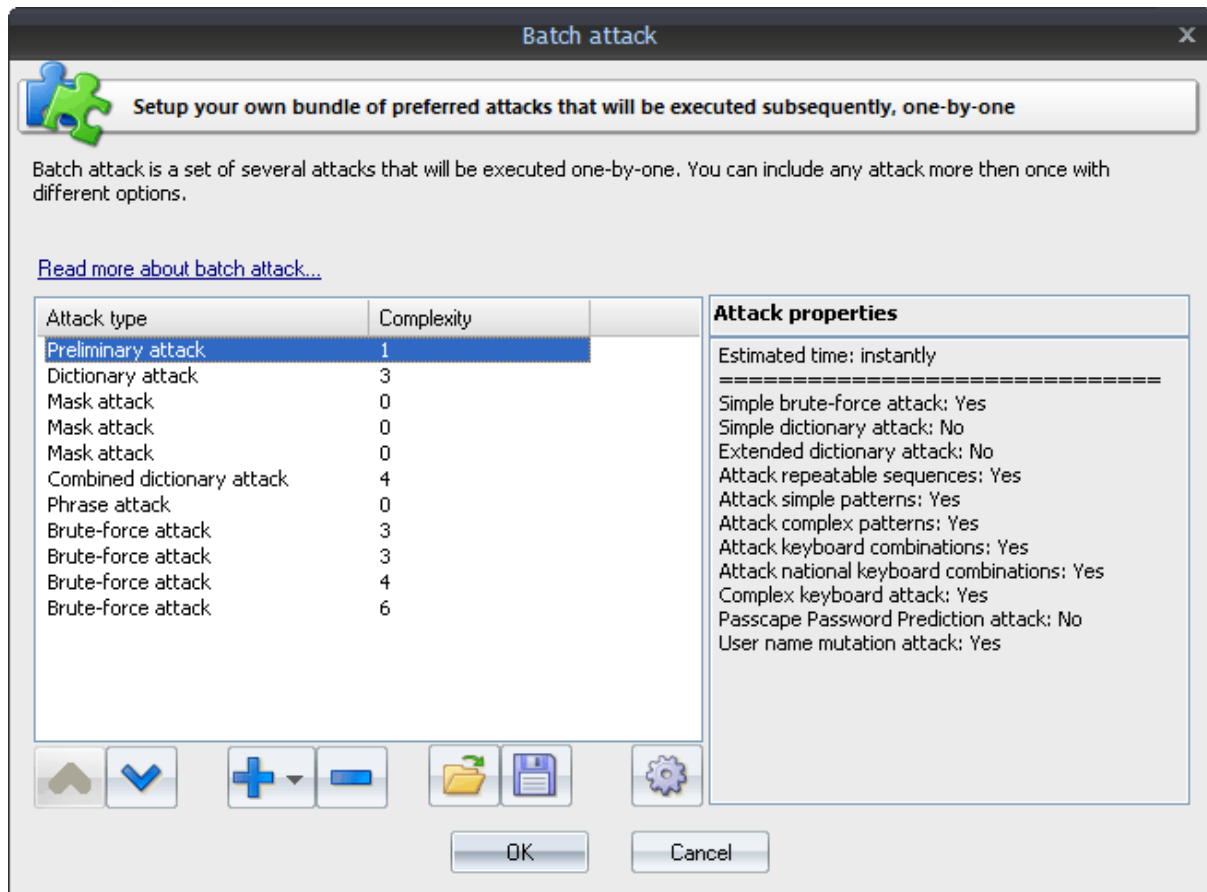 Batch attack
X
Setup your own bundle of preferred attacks that will be executed subsequently, one-by-one
Batch attack is a set of several attacks that will be executed one-by-one. You can include any attack more then once with
different options.
Read more about batch attack...
Attack type Complexity
Preliminary attack 1
Dictionary attack 3
Mask attack 0
Mask attack 0
Mask attack 0
Combined dictionary attack 4
Phrase attack 0
Brute-force attack 3
Brute-force attack 3
Brute-force attack 4
Brute-force attack 6
Attack properties
Estimated time: instantly
==============================
Simple brute-force attack: Yes
Simple dictionary attack: No
Extended dictionary attack: No
Attack repeatable sequences: Yes
Attack simple patterns: Yes
Attack complex patterns: Yes
Attack keyboard combinations: Yes
Attack national keyboard combinations: Yes
Complex keyboard attack: Yes
Passcape Password Prediction attack: No
User name mutation attack: Yes
OK Cancel